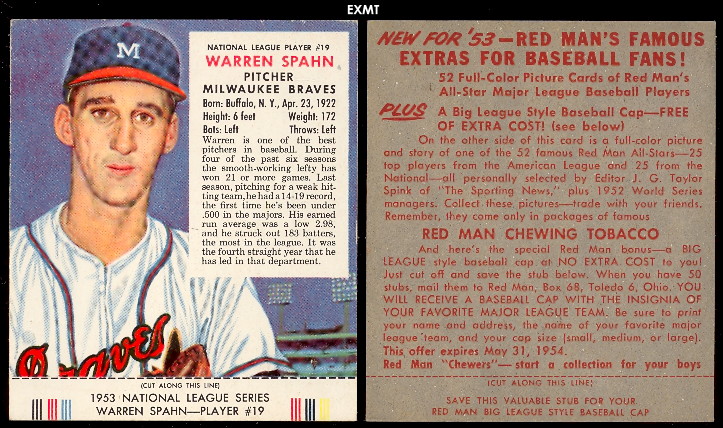 EXMT
M
NATIONAL LEAGUE PLAYER #19
WARREN SPAHN
PITCHER
MILWAUKEE BRAVES
Born: Buffalo, N. Y., Apr. 23, 1922
Height: 6 feet Weight: 172
Bats: Left Throws: Left
Warren is one of the best
pitchers in baseball. During
four of the past six seasons
the smooth-working lefty has
won 21 or more games. Last
season, pitching for a weak hit-
ting team, he had a 14-19 record,
the first time he's been under
.500 in the majors. His earned
run average was a low 2.98,
and he struck out 183 batters,
the most in the league. It was
the fourth straight year that he
has led in that department.
Braves
(CUT ALONG THIS LINE)
1953 NATIONAL LEAGUE SERIES
WARREN SPAHN—PLAYER #19
NEW FOR '53—RED MAN'S FAMOUS
EXTRAS FOR BASEBALL FANS!
52 Full-Color Picture Cards of Red Man's
All-Star Major League Baseball Players
PLUS A Big League Style Baseball Cap—FREE
OF EXTRA COST! (see below)
On the other side of this card is a full-color picture
and story of one of 52 famous Red Man All-Stars—25
top players from the American League and 25 from the
National—all personally selected by Editor J. G. Taylor
Spink of "The Sporting News," plus 1952 World Series
managers. Collect these pictures—trade with your friends.
Remember, they come only in packages of famous
RED MAN CHEWING TOBACCO
And here's the special Red Man bonus—a BIG
LEAGUE style baseball cap at NO EXTRA COST to you!
Just cut off and save the stub below. When you have 50
stubs, mail them to Red Man, Box 68, Toledo 6, Ohio. YOU
WILL RECEIVE A BASEBALL CAP WITH THE INSIGNIA OF
YOUR FAVORITE MAJOR LEAGUE TEAM. Be sure to print
your name and address, the name of your favorite major
league team, and your cap size (small, medium, or large).
This offer expires May 31, 1954.
Red Man "Chewers"—start a collection for your boys
(CUT ALONG THIS LINE)
SAVE THIS VALUABLE STUB FOR YOUR
RED MAN BIG LEAGUE STYLE BASEBALL CAP